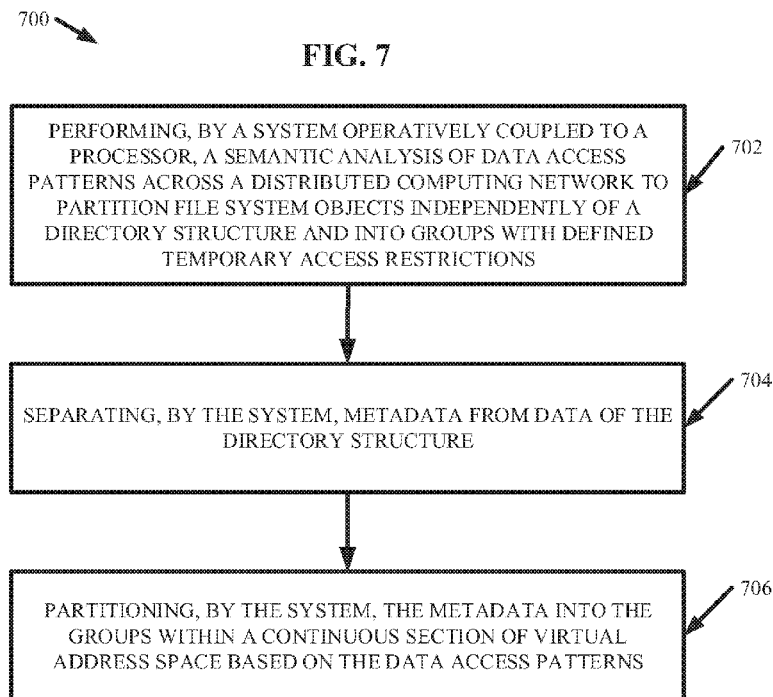 700
FIG. 7
PERFORMING, BY A SYSTEM OPERATIVELY COUPLED TO A
PROCESSOR, A SEMANTIC ANALYSIS OF DATA ACCESS
PATTERNS ACROSS A DISTRIBUTED COMPUTING NETWORK TO
PARTITION FILE SYSTEM OBJECTS INDEPENDENTLY OF A
DIRECTORY STRUCTURE AND INTO GROUPS WITH DEFINED
TEMPORARY ACCESS RESTRICTIONS
702
SEPARATING, BY THE SYSTEM, METADATA FROM DATA OF THE
DIRECTORY STRUCTURE
704
PARTITIONING, BY THE SYSTEM, THE METADATA INTO THE
GROUPS WITHIN A CONTINUOUS SECTION OF VIRTUAL
ADDRESS SPACE BASED ON THE DATA ACCESS PATTERNS
706